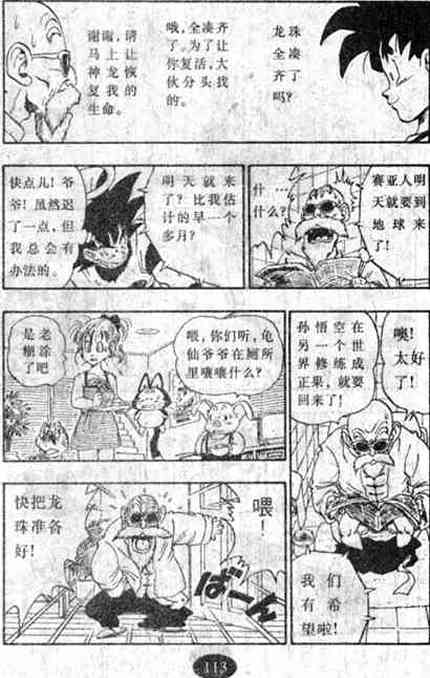 龙珠
全凑
齐了
吗?
哦,全凑齐
了。为了让
你复活,大
伙分头找
的。
谢谢,请
马上让
神龙恢
复我的
生命。
赛亚人明
天就要到
地球来
了!
什…
什么?
明天就来
了?比我估
计的早一个
多月?
快点儿!爷
爷!虽然迟
了一点,但
我总会有
办法的。
噢!
太好
了!
孙悟空在
另一个世
界修炼成
正果,就要
回来了!
我们
有希
望啦!
喂,你们听,龟
仙爷爷在厕所
里嚷嚷什么?
是老
糊涂
了吧
喂!
ばーん
快把龙
珠准备
好!
113